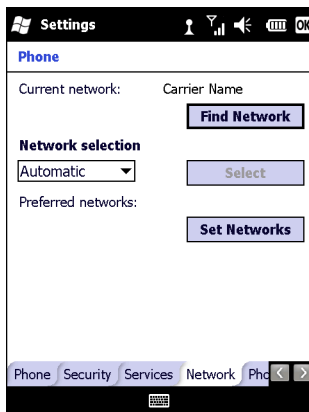 Settings
OK
Phone
Current network: Carrier Name
Find Network
Network selection
Automatic
Select
Preferred networks:
Set Networks
Phone Security Services Network Pho